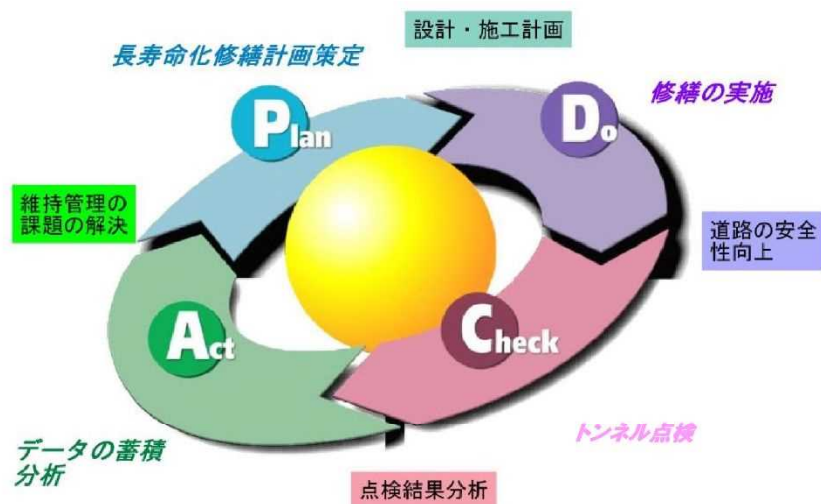 設計・施工計画
長寿命化修繕計画策定
修繕の実施
Plan
Do
維持管理の
課題の解決
道路の安全
性向上
Act
Check
データの蓄積
分析
トンネル点検
点検結果分析